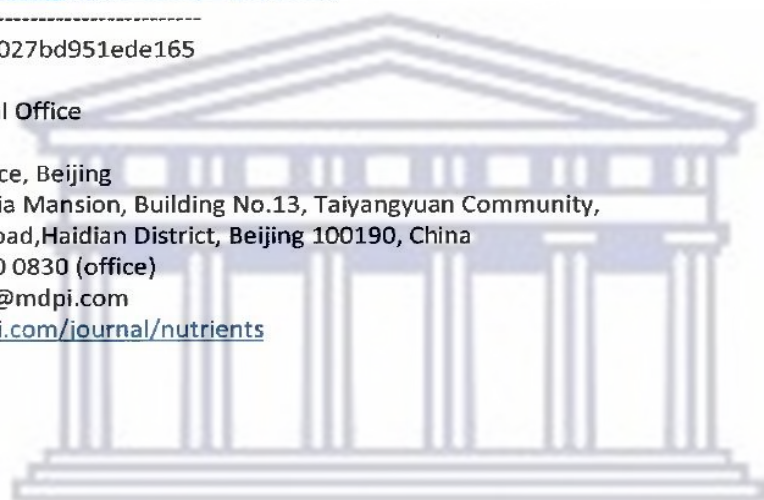 ------------------------
027bd951ede165
l Office
ce, Beijing
ia Mansion, Building No.13, Taiyangyuan Community,
oad,Haidian District, Beijing 100190, China
0 0830 (office)
@mdpi.com
i.com/journal/nutrients